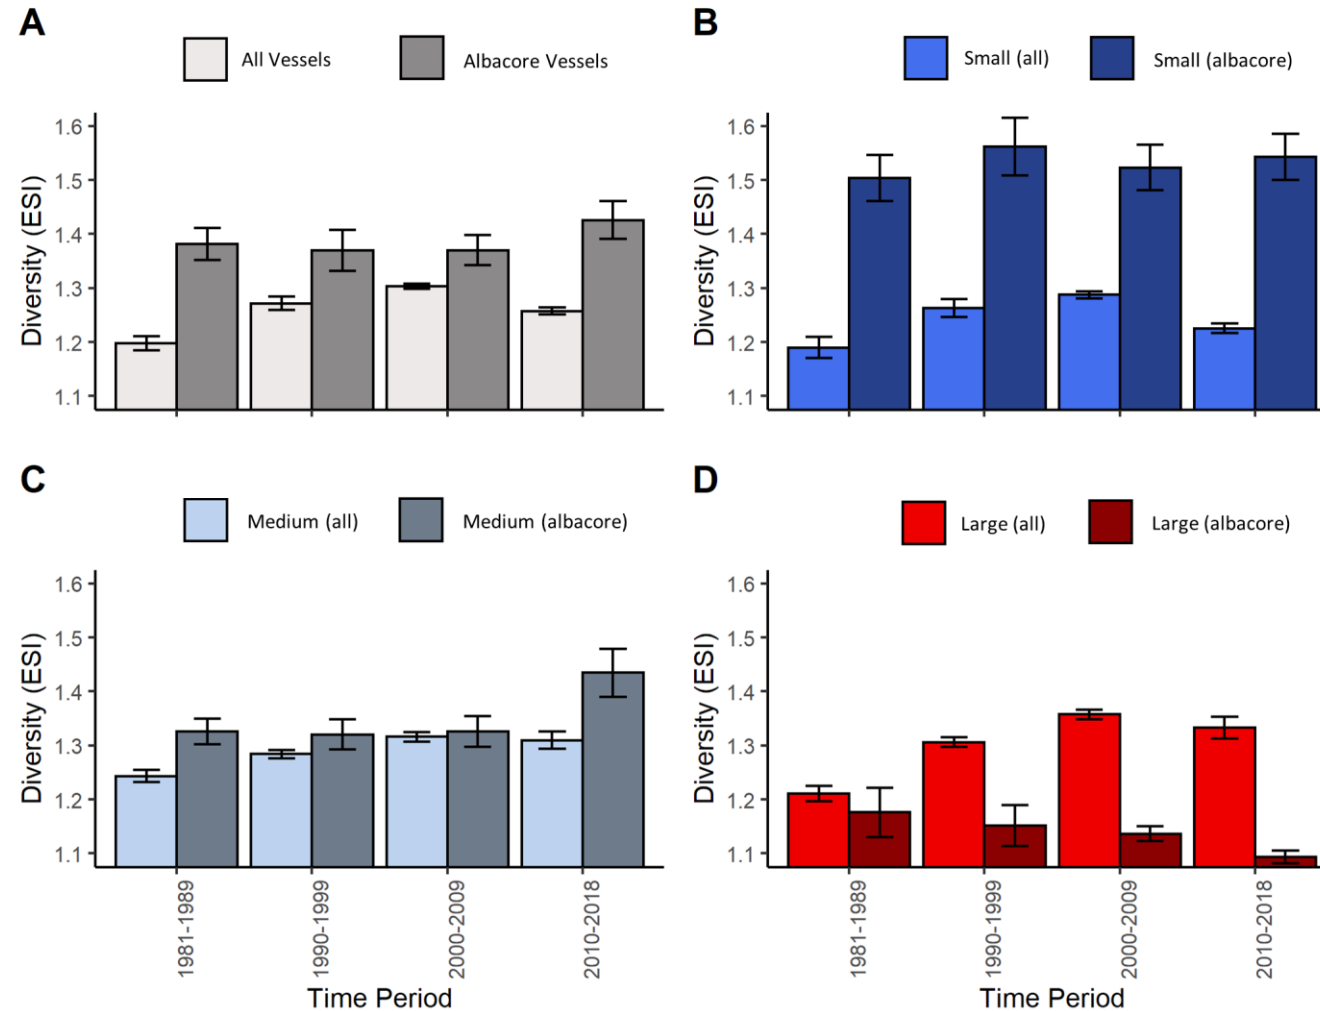 A
All Vessels
Albacore Vessels
Diversity (ESI)
1.6
1.5
1.4
1.3
1.2
1.1
B
Small (all)
Small (albacore)
Diversity (ESI)
1.6
1.5
1.4
1.3
1.2
1.1
C
Medium (all)
Medium (albacore)
Diversity (ESI)
1.6
1.5
1.4
1.3
1.2
1.1
1981-1989
1990-1999
2000-2009
2010-2018
Time Period
D
Large (all)
Large (albacore)
Diversity (ESI)
1.6
1.5
1.4
1.3
1.2
1.1
1981-1989
1990-1999
2000-2009
2010-2018
Time Period